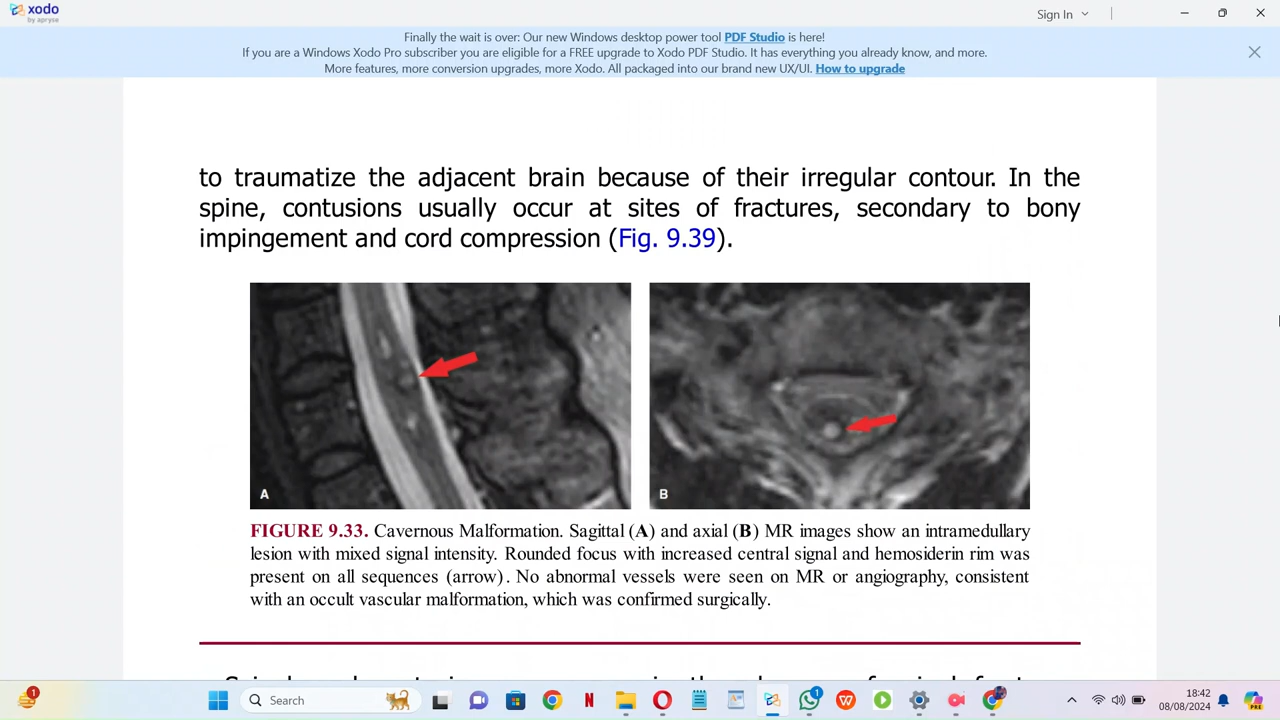 xodo
by apryse
Sign In
Finally the wait is over: Our new Windows desktop power tool PDF Studio is here!
If you are a Windows Xodo Pro subscriber you are eligible for a FREE upgrade to Xodo PDF Studio. It has everything you already know, and more.
More features, more conversion upgrades, more Xodo. All packaged into our brand new UX/UI. How to upgrade
to traumatize the adjacent brain because of their irregular contour. In the
spine, contusions usually occur at sites of fractures, secondary to bony
impingement and cord compression (Fig. 9.39).
A
B
FIGURE 9.33. Cavernous Malformation. Sagittal (A) and axial (B) MR images show an intramedullary
lesion with mixed signal intensity. Rounded focus with increased central signal and hemosiderin rim was
present on all sequences (arrow). No abnormal vessels were seen on MR or angiography, consistent
with an occult vascular malformation, which was confirmed surgically.
1
Search
1
18:42
08/08/2024